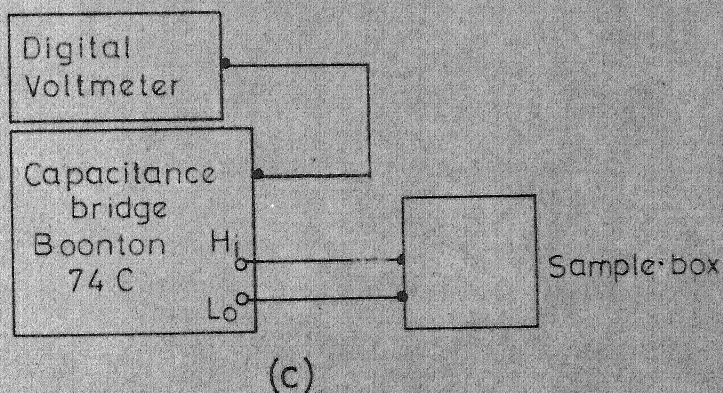 Digital
Voltmeter
Capacitance
bridge
Boonton
74 C
Hi
Lo
Sample box
(c)